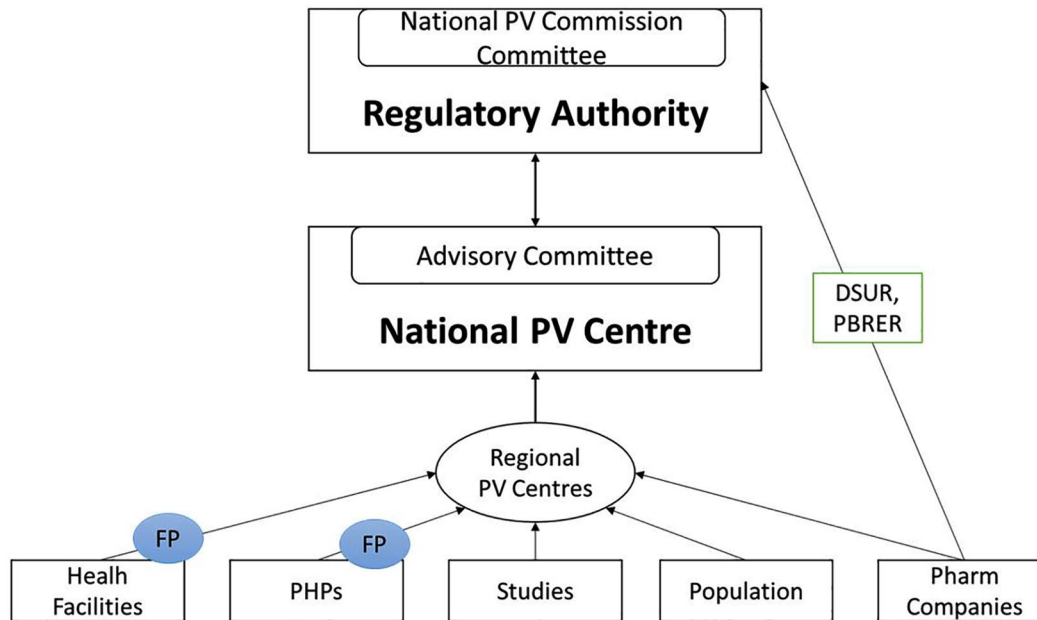 National PV Commission
Committee
Regulatory Authority
Advisory Committee
National PV Centre
DSUR,
PBRER
Regional
PV Centres
FP
FP
Healh
Facilities
PHPs
Studies
Population
Pharm
Companies